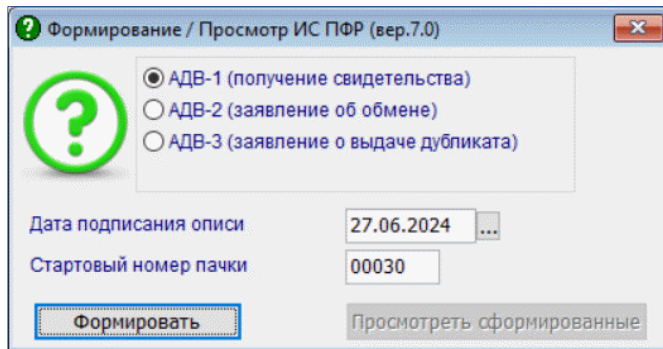 Формирование / Просмотр ИС ПФР (вер.7.0)
АДВ-1 (получение свидетельства)
АДВ-2 (заявление об обмене)
АДВ-3 (заявление о выдаче дубликата)
Дата подписания описи 27.06.2024 ...
Стартовый номер пачки 00030
Формировать Просмотреть сформированные